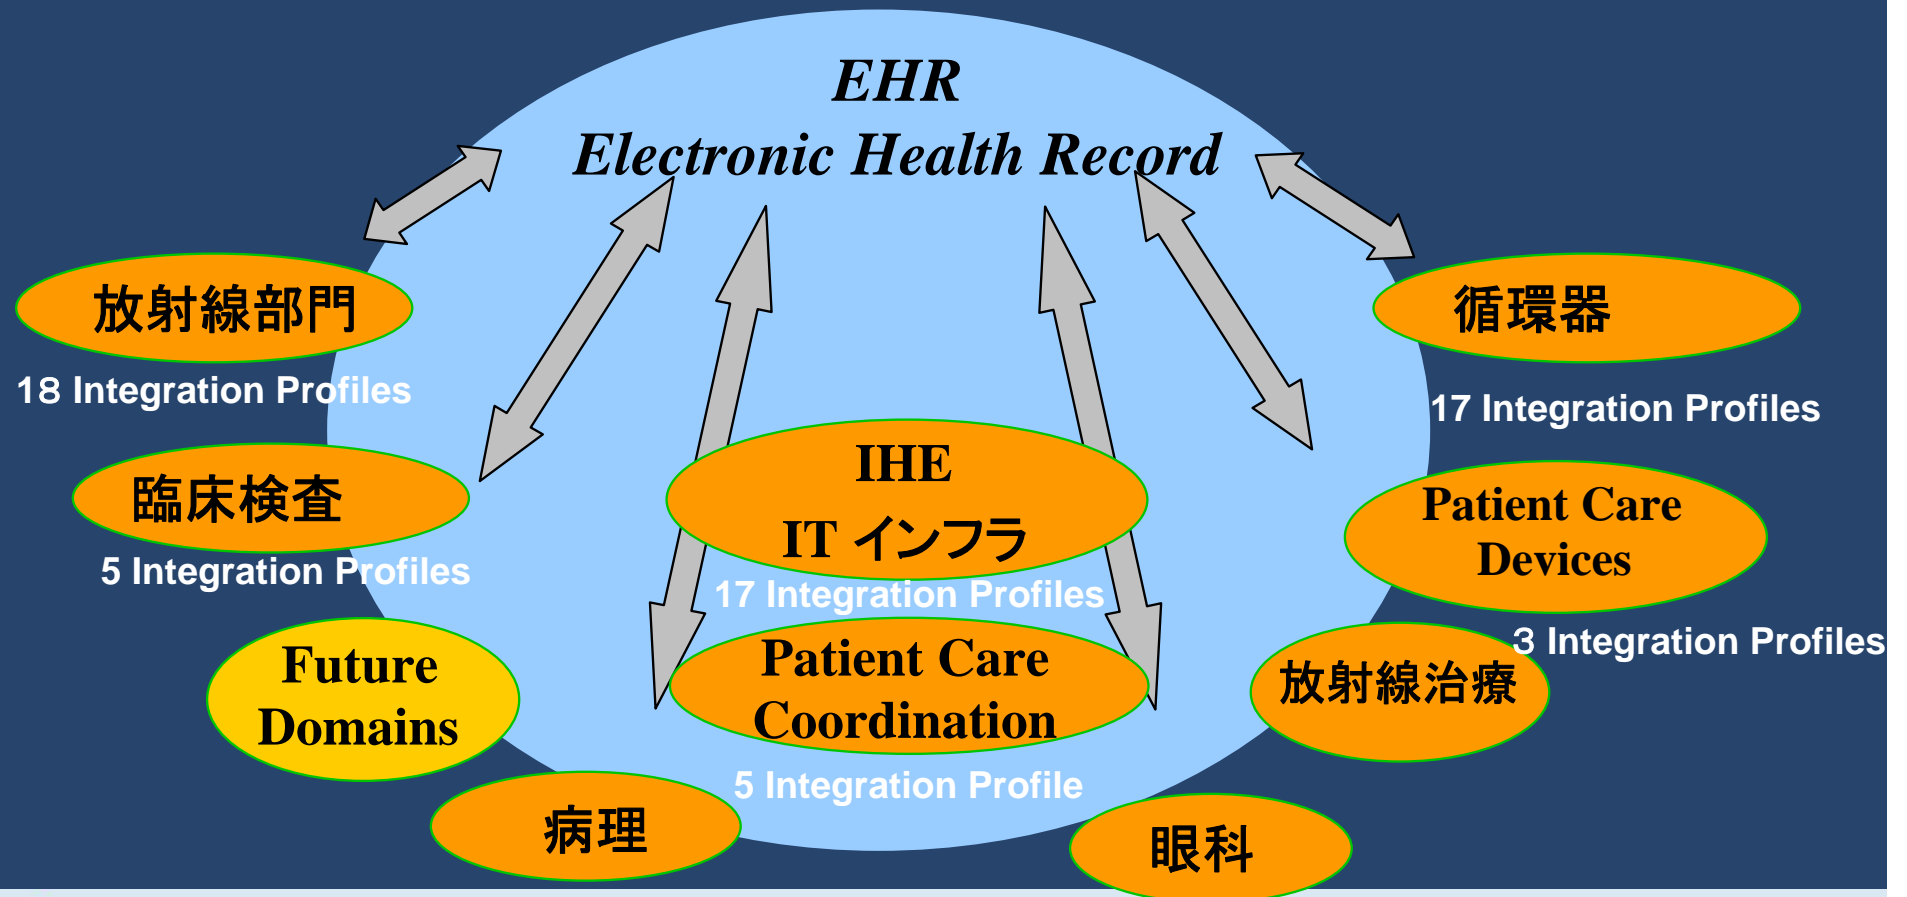 EHR
Electronic Health Record
放射線部門
18 Integration Profiles
循環器
17 Integration Profiles
臨床検査
5 Integration Profiles
IHE
IT インフラ
17 Integration Profiles
Patient Care
Devices
3 Integration Profiles
Future
Domains
Patient Care
Coordination
5 Integration Profile
放射線治療
病理
眼科